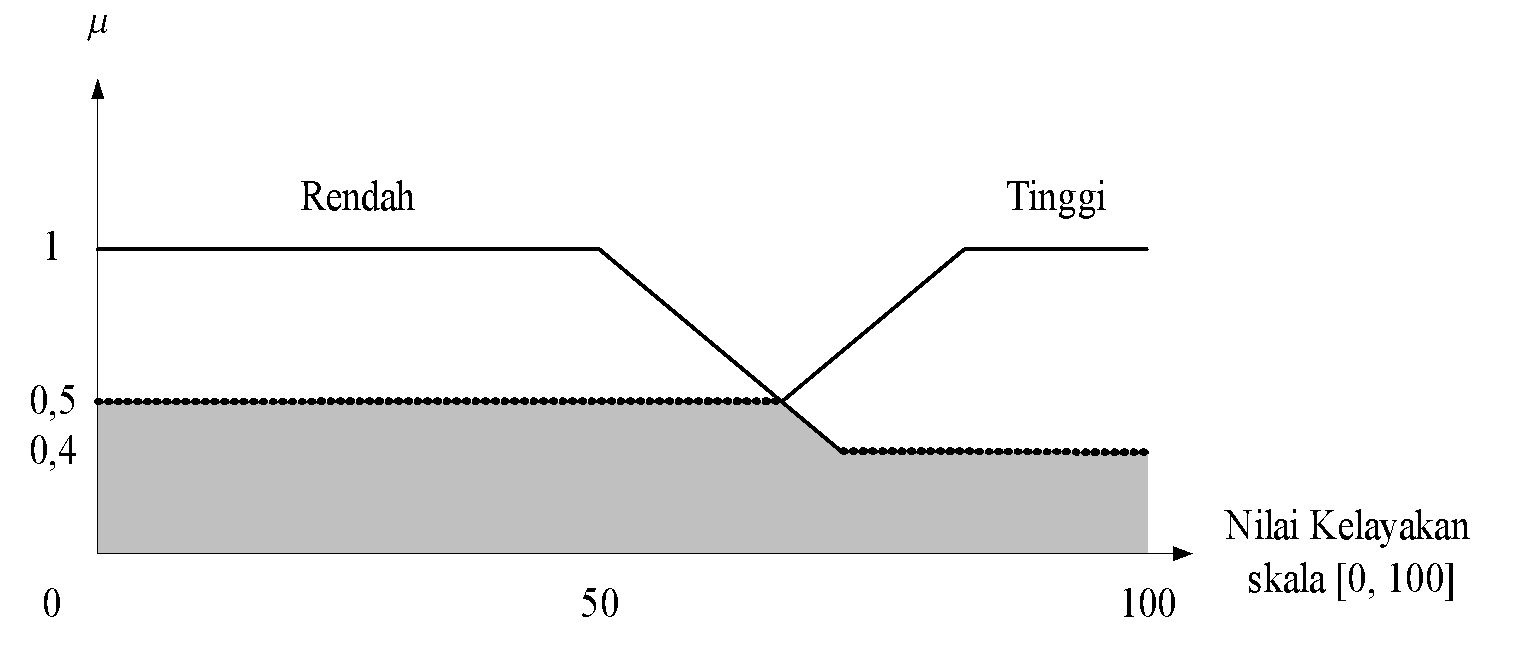 μ
Rendah
Tinggi
1
0,5
0,4
Nilai Kelayakan
skala [0, 100]
0
50
100